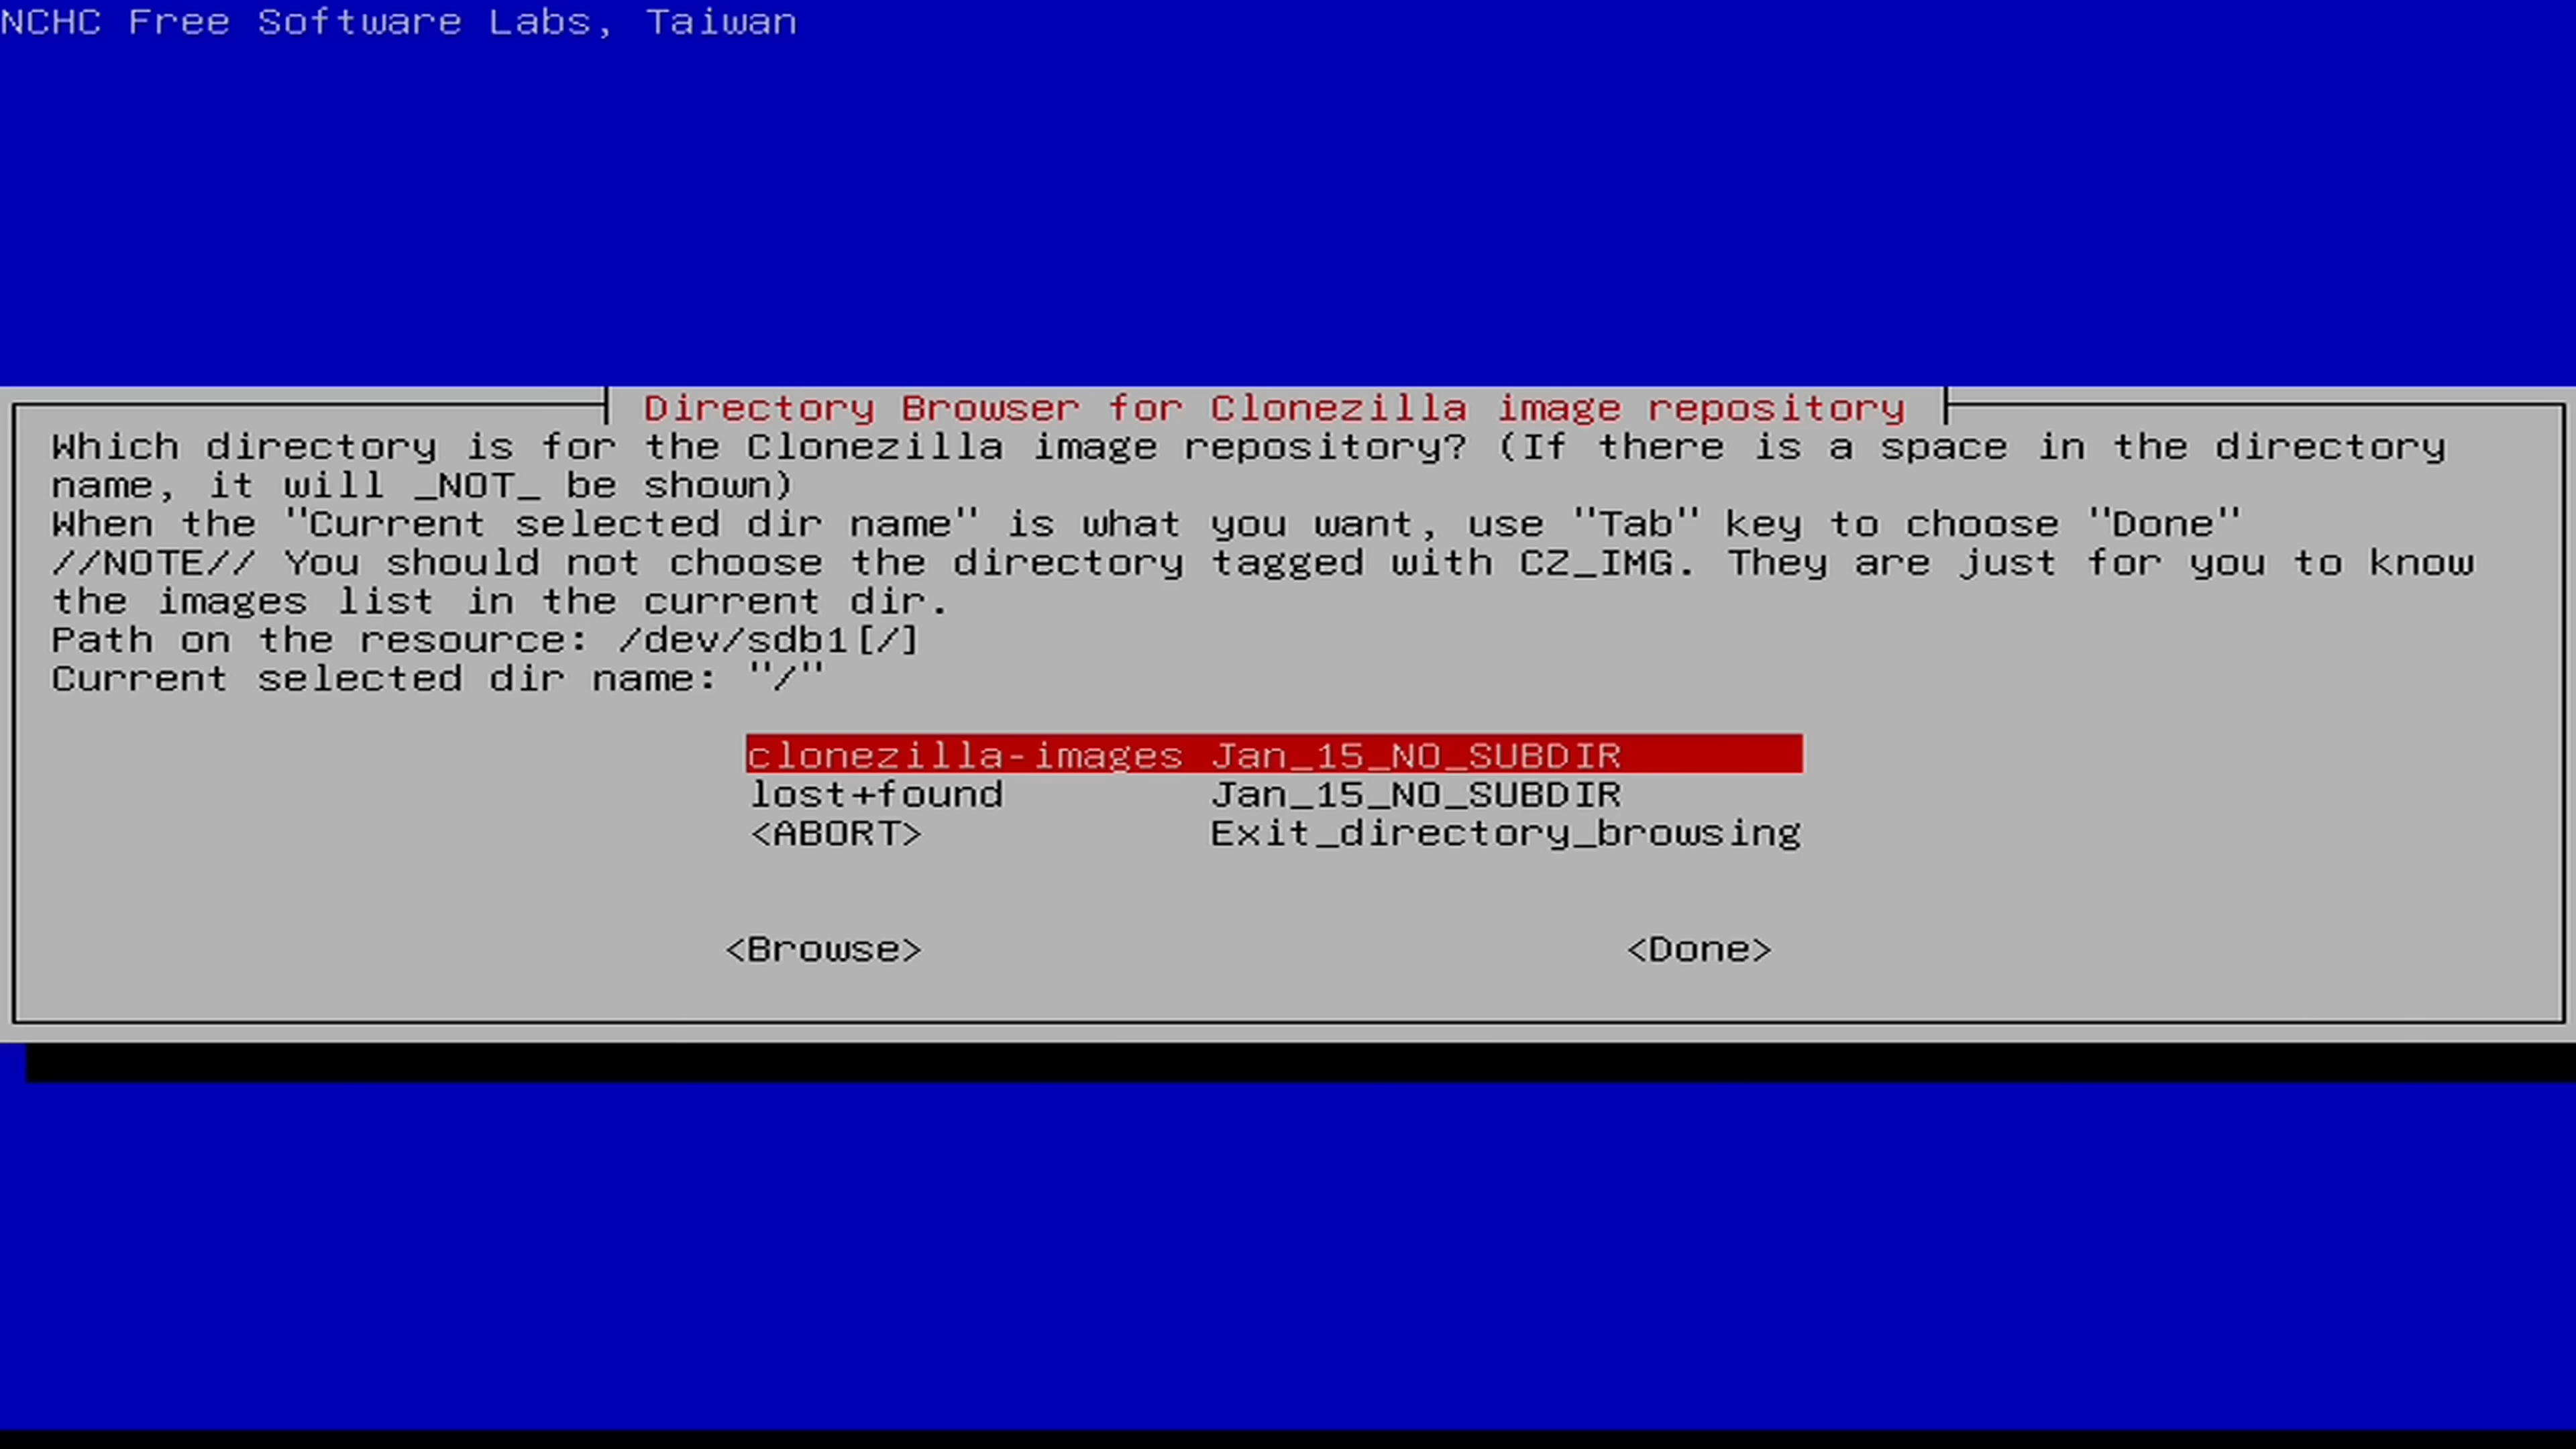 NCHC Free Software Labs, Taiwan
Directory Browser for Clonezilla image repository
Which directory is for the Clonezilla image repository? (If there is a space in the directory
name, it will _NOT_ be shown)
When the "Current selected dir name" is what you want, use "Tab" key to choose "Done"
//NOTE// You should not choose the directory tagged with CZ_IMG. They are just for you to know
the images list in the current dir.
Path on the resource: /dev/sdb1[/]
Current selected dir name: "/"
clonezilla-images Jan_15_NO_SUBDIR
lost+found Jan_15_NO_SUBDIR
<ABORT> Exit_directory_browsing
<Browse> <Done>